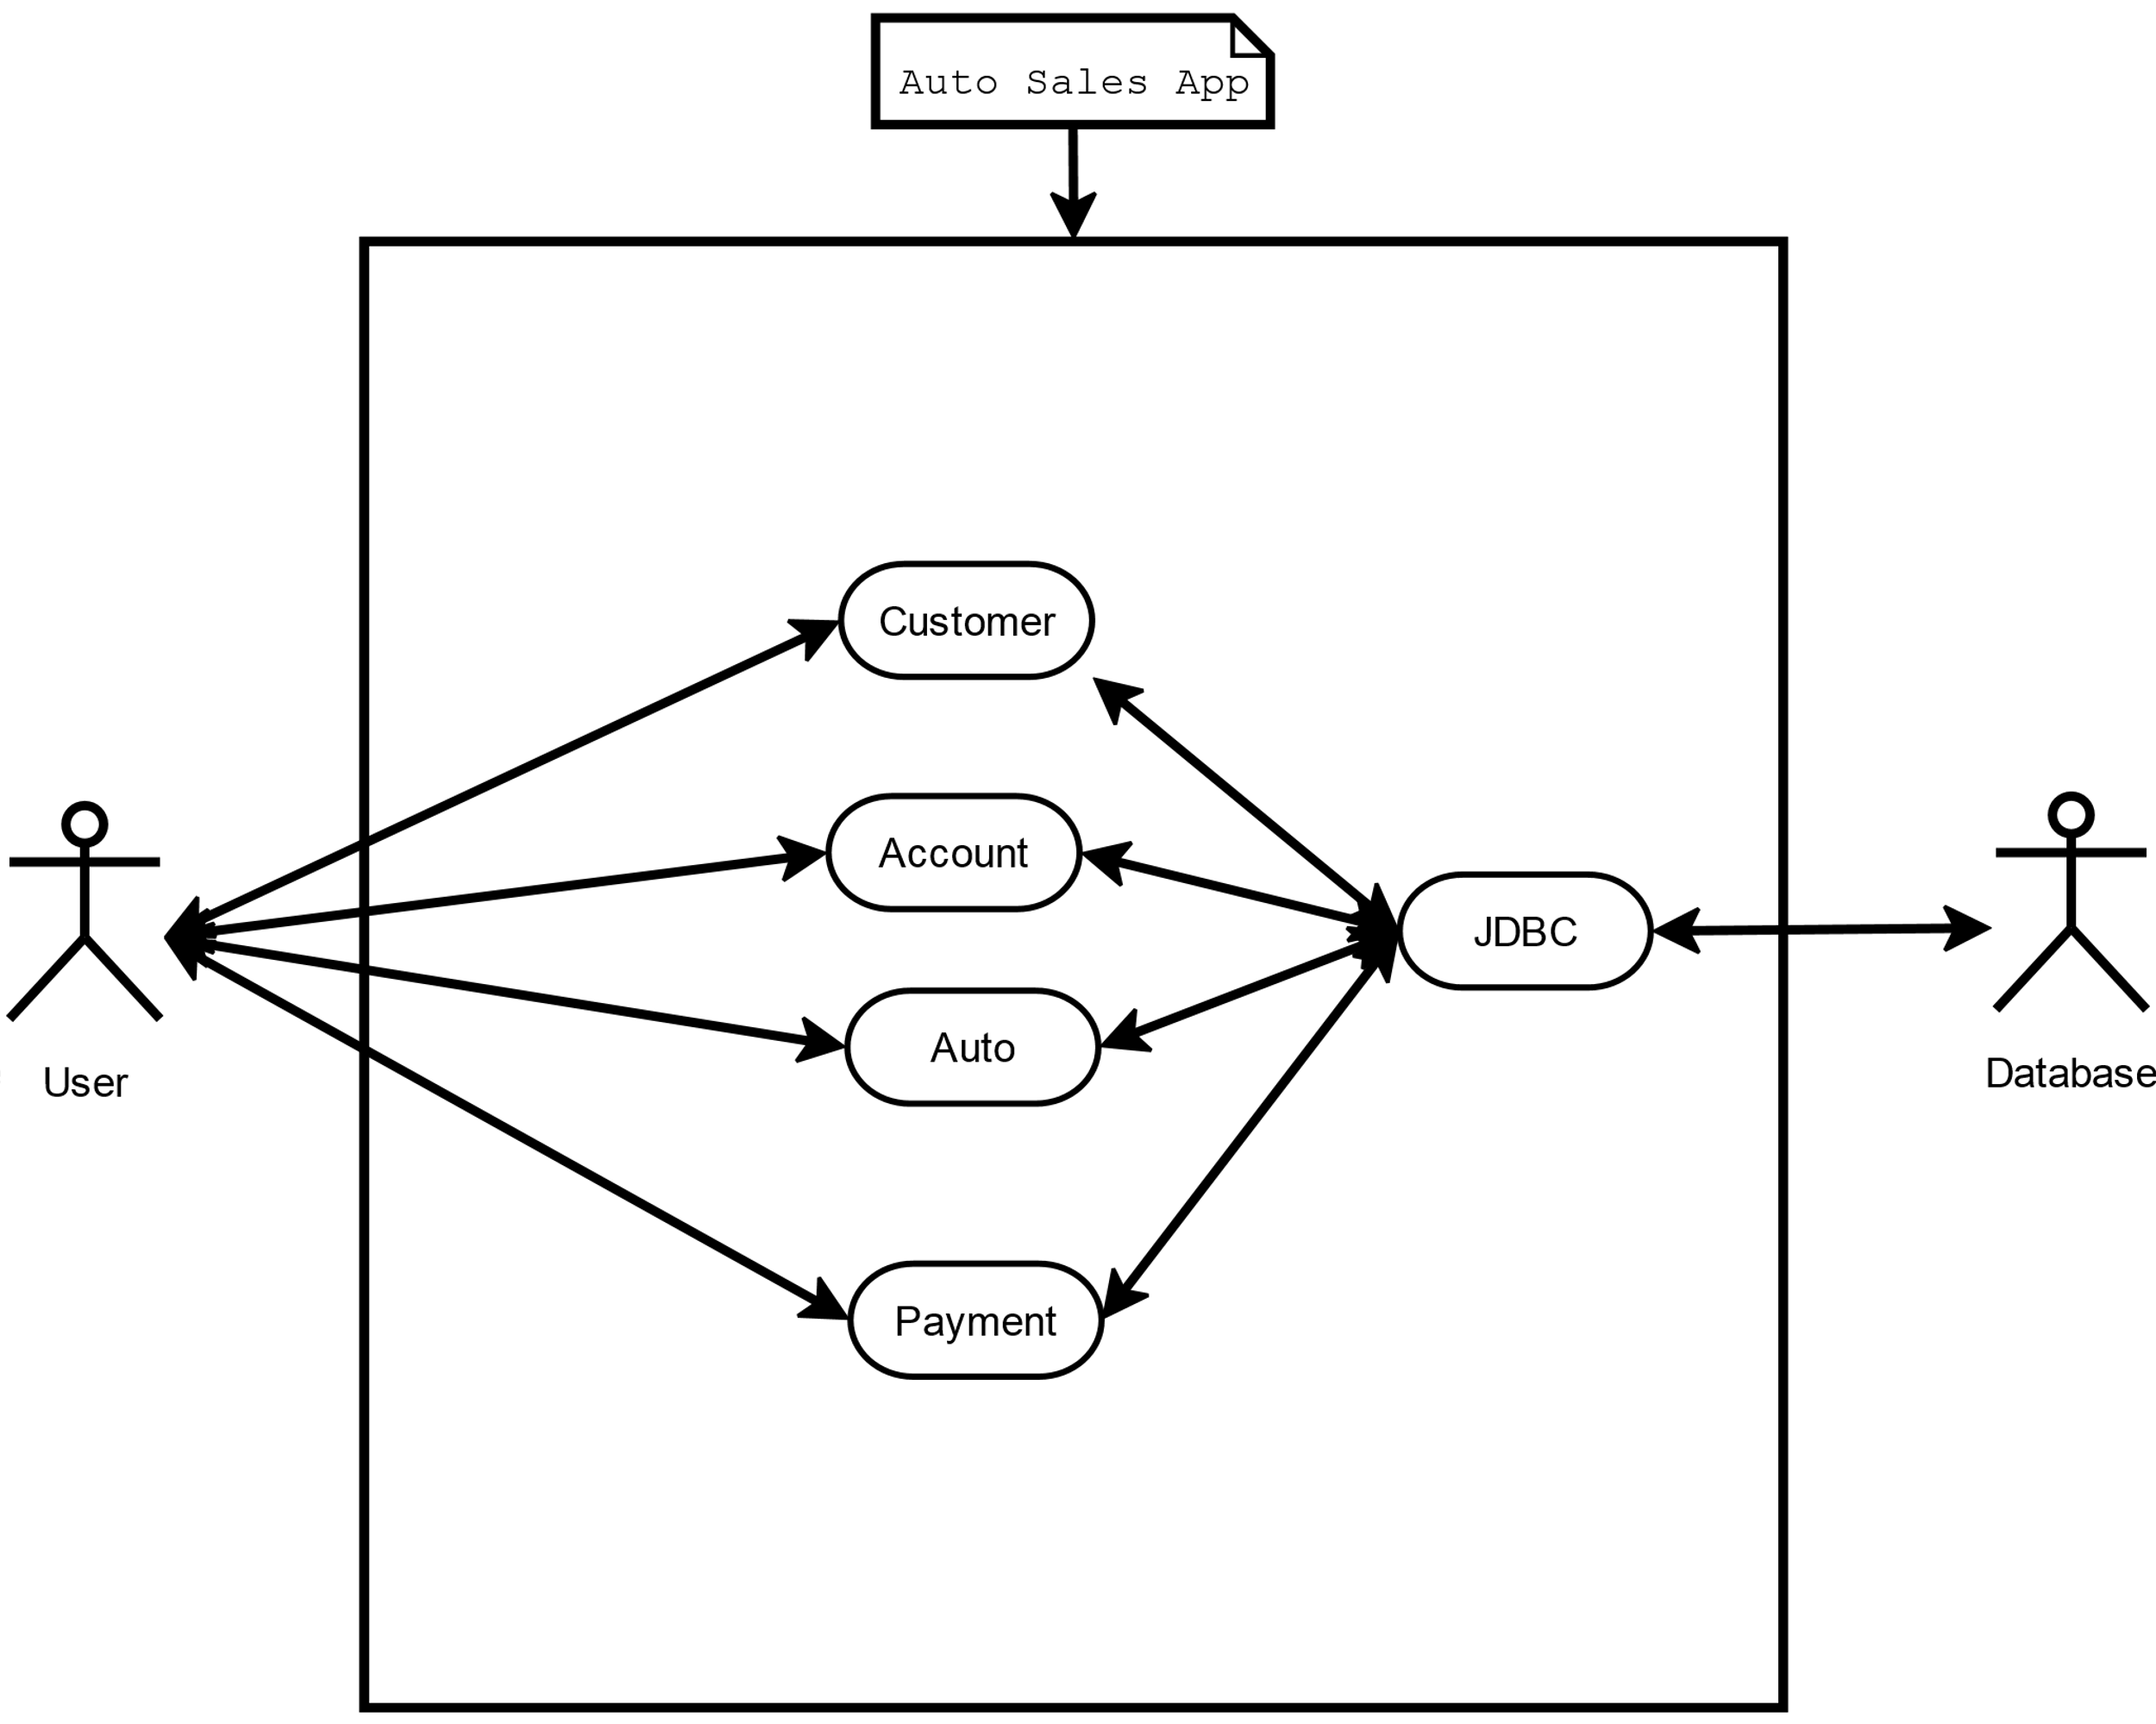 Auto Sales App
Customer
Account
JDBC
Auto
User
Database
Payment